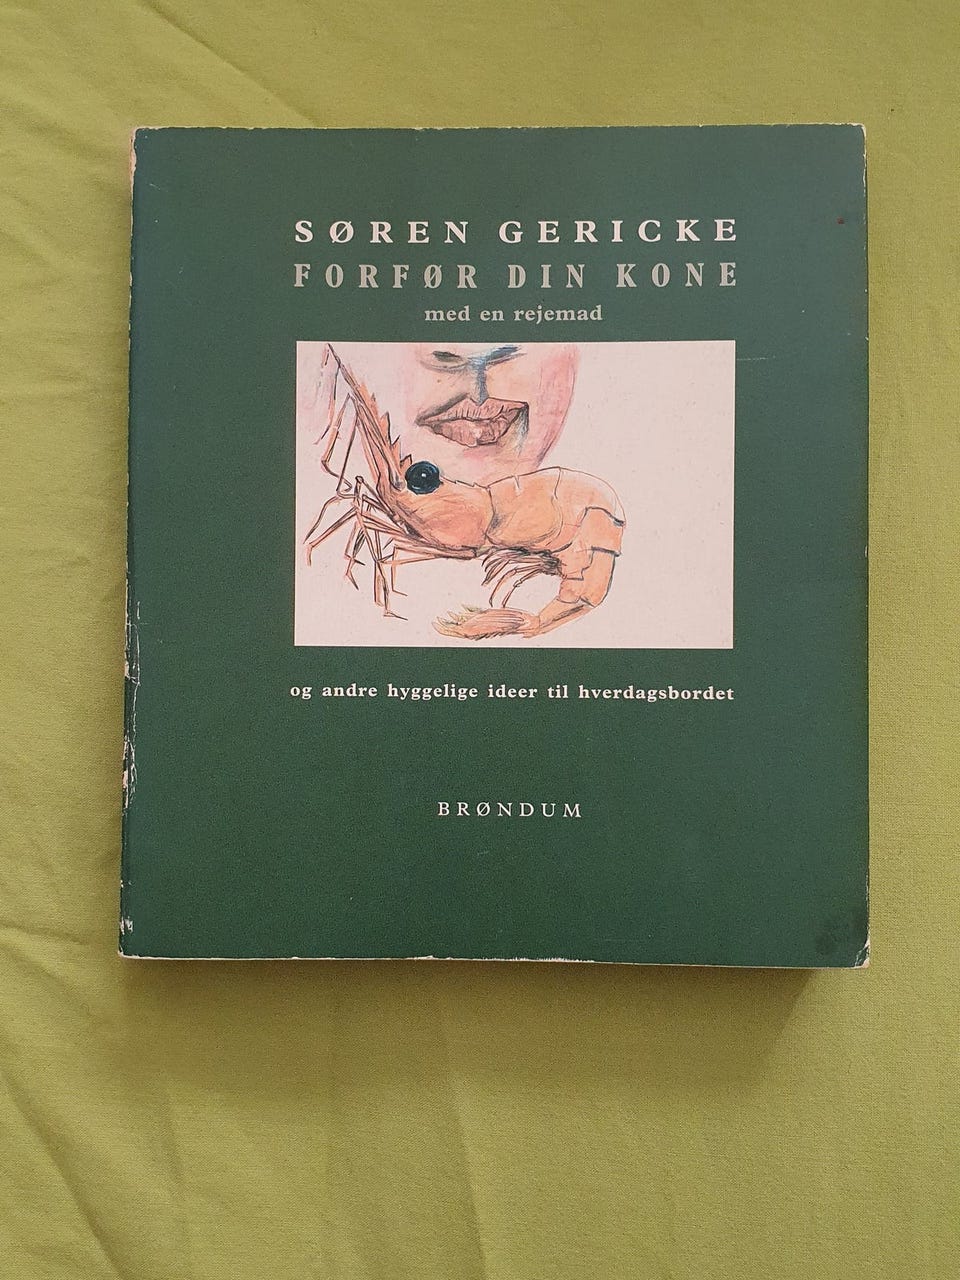 SØREN GERICKE
FORFØR DIN KONE
med en rejemad
og andre hyggelige ideer til hverdagsbordet
BRØNDUM